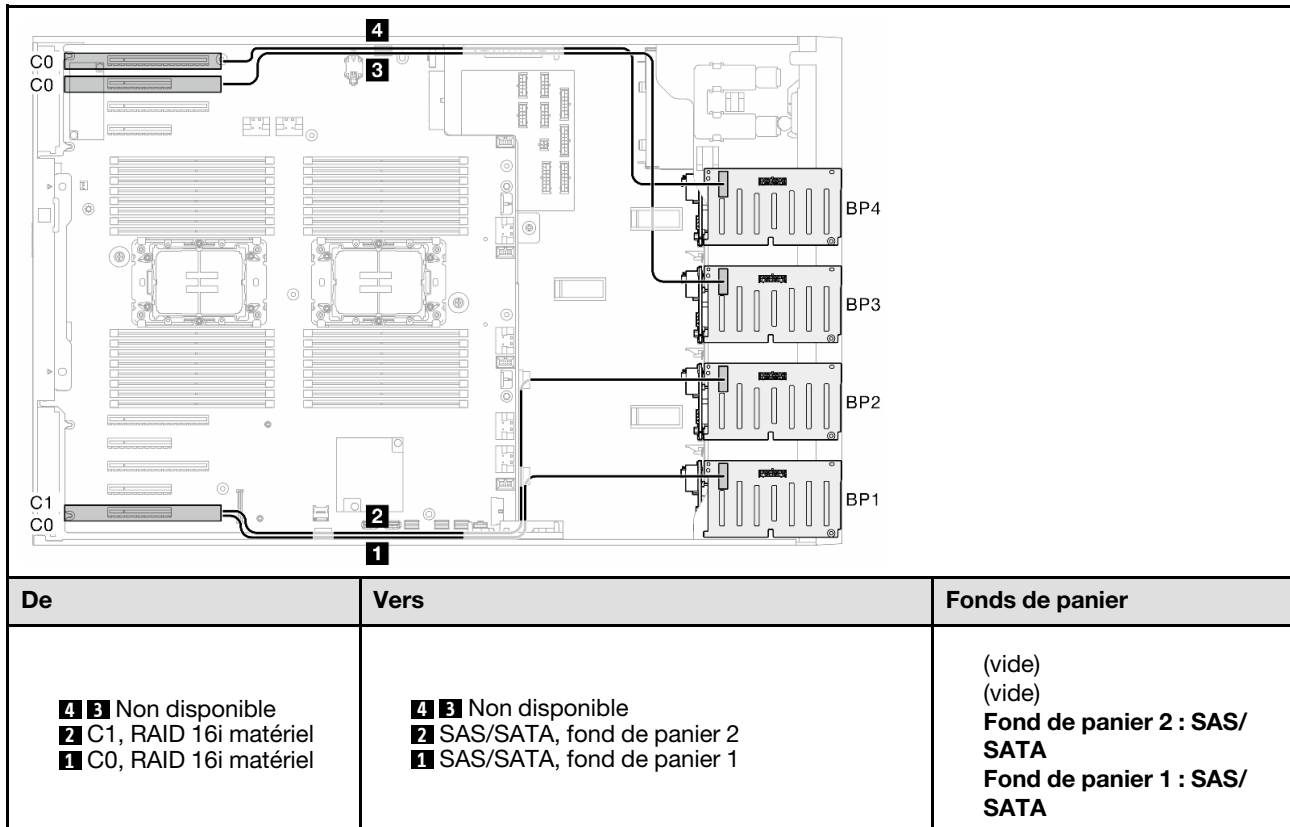 4
3
C0
C0
BP4
BP3
BP2
BP1
C1
C0
2
1
De
Vers
Fonds de panier
4 3 Non disponible
2 C1, RAID 16i matériel
1 C0, RAID 16i matériel
4 3 Non disponible
2 SAS/SATA, fond de panier 2
1 SAS/SATA, fond de panier 1
(vide)
(vide)
Fond de panier 2 : SAS/
SATA
Fond de panier 1 : SAS/
SATA